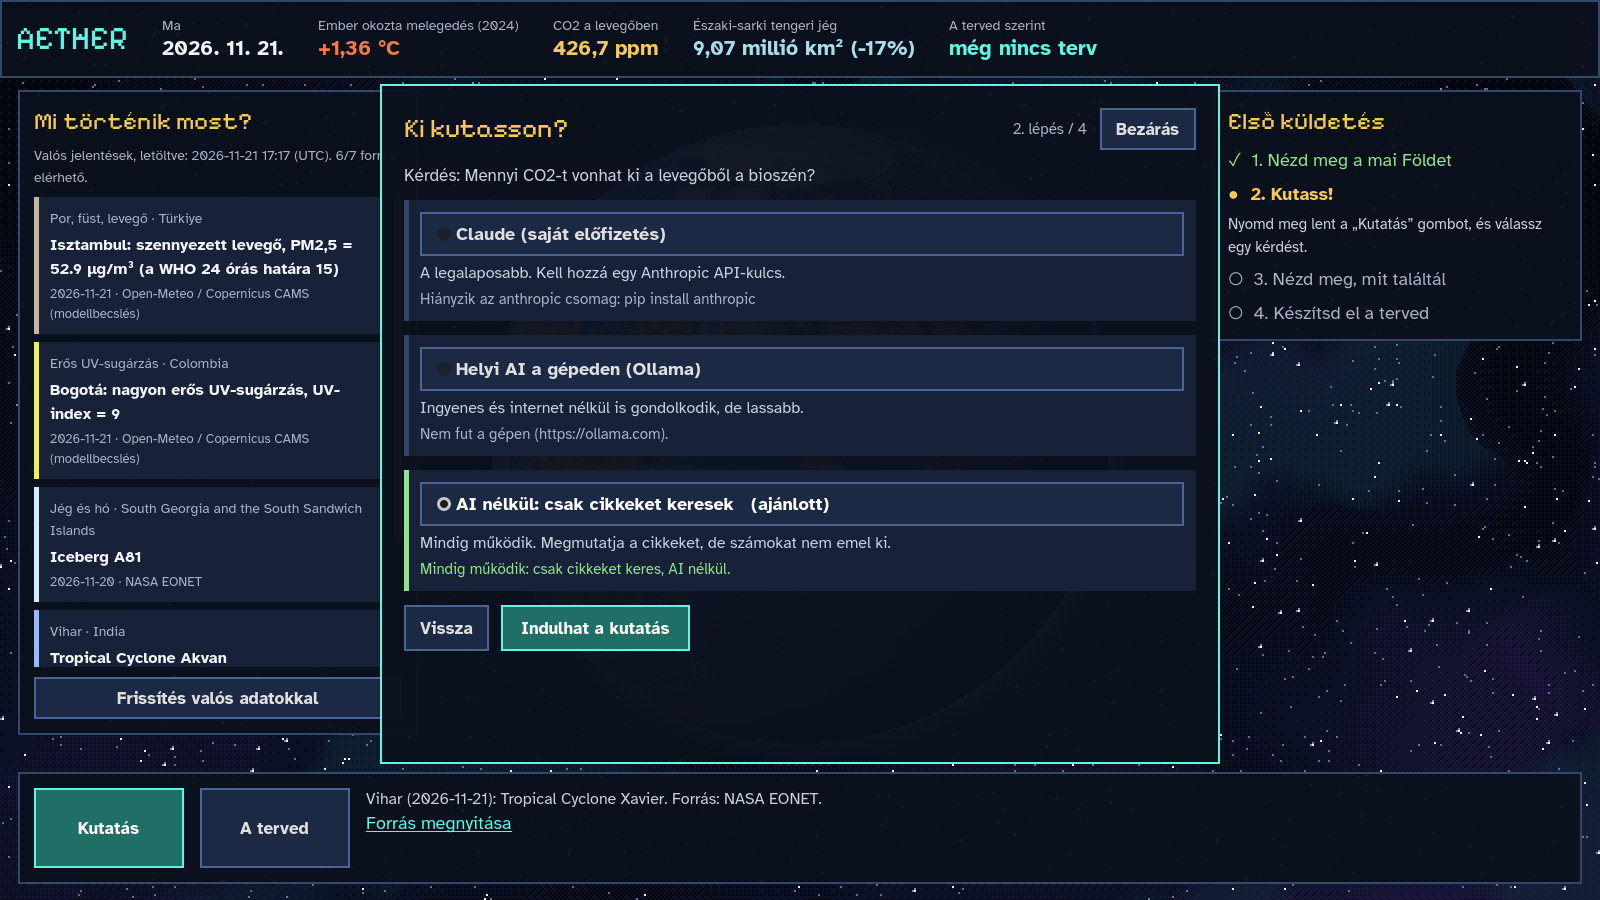 AETHER
Ma
2026. 11. 21.
Ember okozta melegedés (2024)
+1,36 °C
CO2 a levegőben
426,7 ppm
Északi-sarki tengeri jég
9,07 millió km² (-17%)
A terved szerint
még nincs terv
Mi történik most?
Valós jelentések, letöltve: 2026-11-21 17:17 (UTC). 6/7
elérhető.
Por, füst, levegő · Türkiye
Isztambul: szennyezett levegő, PM2,5 =
52.9 µg/m³ (a WHO 24 órás határa 15)
2026-11-21 · Open-Meteo / Copernicus CAMS
(modellbecslés)
Erős UV-sugárzás · Colombia
Bogotá: nagyon erős UV-sugárzás, UV-
index = 9
2026-11-21 · Open-Meteo / Copernicus CAMS
(modellbecslés)
Jég és hó · South Georgia and the South Sandwich
Islands
Iceberg A81
2026-11-20 · NASA EONET
Vihar · India
Tropical Cyclone Akvan
Frissítés valós adatokkal
Ki kutasson?
2. lépés / 4
Bezárás
Kérdés: Mennyi CO2-t vonhat ki a levegőből a bioszén?
Claude (saját előfizetés)
A legalaposabb. Kell hozzá egy Anthropic API-kulcs.
Hiányzik az anthropic csomag: pip install anthropic
Helyi AI a gépeden (Ollama)
Ingyenes és internet nélkül is gondolkodik, de lassabb.
Nem fut a gépen (https://ollama.com).
AI nélkül: csak cikkeket keresek (ajánlott)
Mindig működik. Megmutatja a cikkeket, de számokat nem emel ki.
Mindig működik: csak cikkeket keres, AI nélkül.
Vissza
Indulhat a kutatás
Első küldetés
✓ 1. Nézd meg a mai Földet
● 2. Kutass!
Nyomd meg lent a „Kutatás” gombot, és válassz
egy kérdést.
○ 3. Nézd meg, mit találtál
○ 4. Készítsd el a terved
Kutatás
A terved
Vihar (2026-11-21): Tropical Cyclone Xavier. Forrás: NASA EONET.
Forrás megnyitása